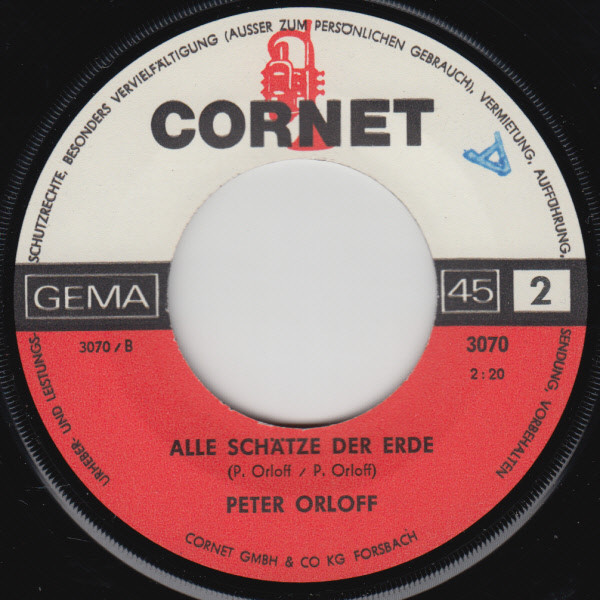 URHEBER- UND LEISTUNGS-SCHUTZRECHTE, BESONDERS VERVIELFÄLTIGUNG (AUSSER ZUM PERSÖNLICHEN GEBRAUCH), VERMIETUNG, AUFFÜHRUNG, SENDUNG, VORBEHALTEN
CORNET
GEMA 45 2
3070 / B 3070
2:20
ALLE SCHÄTZE DER ERDE
(P. Orloff / P. Orloff)
PETER ORLOFF
CORNET GMBH & CO KG FORSBACH